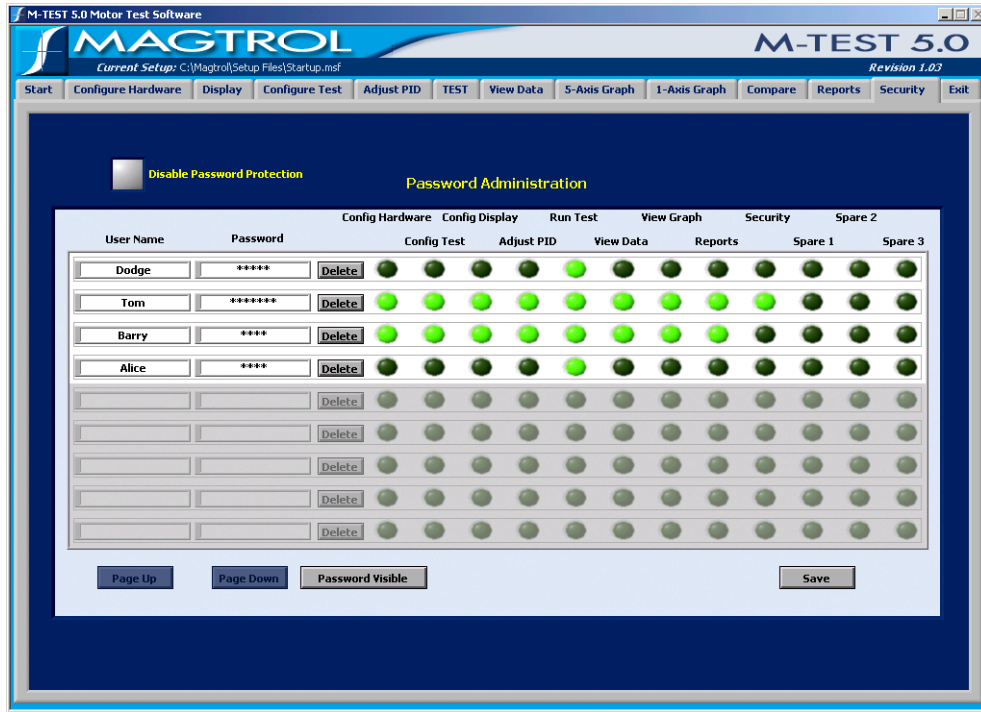 M-TEST 5.0 Motor Test Software
MAGTROL
M-TEST 5.0
Current Setup: C:\Magtrol\Setup Files\Startup.msf
Revision 1.03
Start Configure Hardware Display Configure Test Adjust PID TEST View Data 5-Axis Graph 1-Axis Graph Compare Reports Security Exit
Disable Password Protection
Password Administration
Config Hardware Config Display Run Test View Graph Security Spare 2
User Name Password Config Test Adjust PID View Data Reports Spare 1 Spare 3
Dodge ***** Delete
Tom ******* Delete
Barry **** Delete
Alice **** Delete
Delete
Delete
Delete
Delete
Delete
Page Up Page Down Password Visible Save